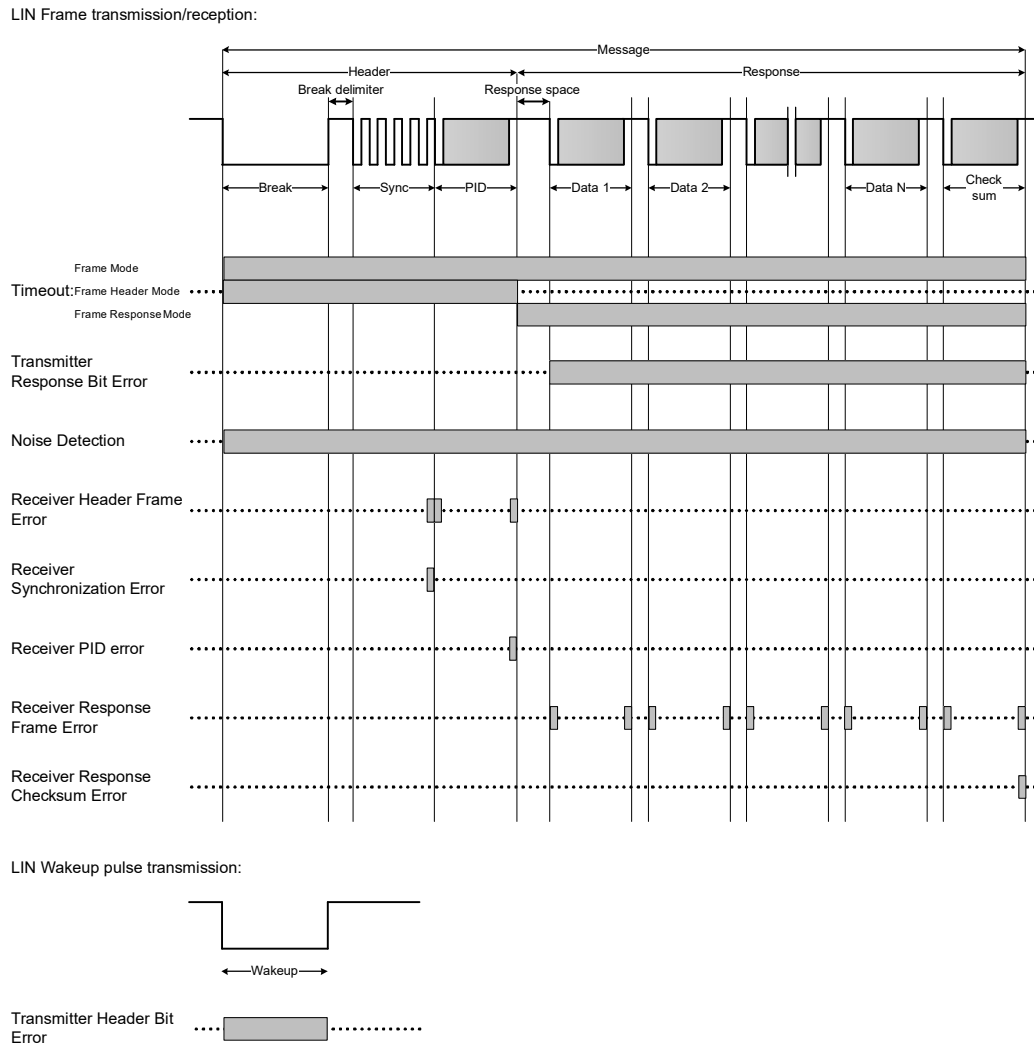 LIN Frame transmission/reception:
Message
Header
Response
Break delimiter
Response space
Break
Sync
PID
Data 1
Data 2
Data N
Check
sum
Frame Mode
Timeout:
Frame Header Mode
Frame Response Mode
Transmitter
Response Bit Error
Noise Detection
Receiver Header Frame
Error
Receiver
Synchronization Error
Receiver PID error
Receiver Response
Frame Error
Receiver Response
Checksum Error
LIN Wakeup pulse transmission:
Wakeup
Transmitter Header Bit
Error